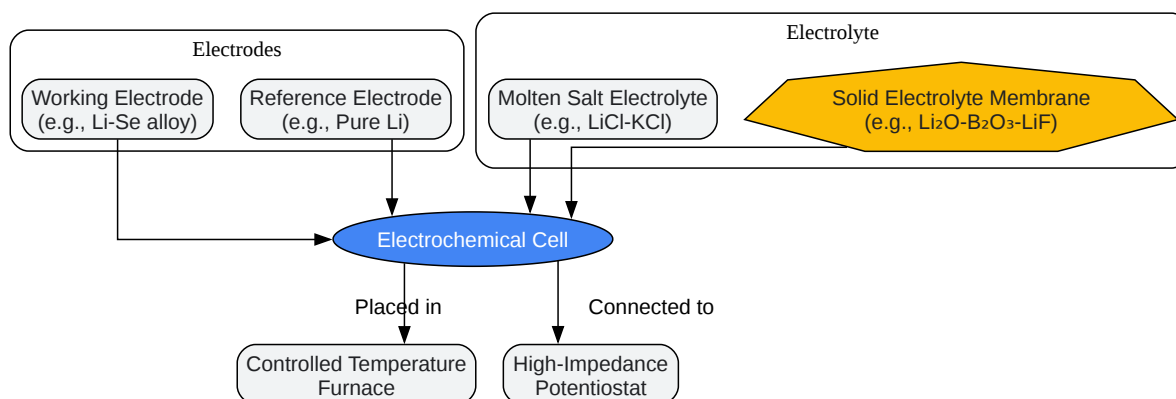 Electrodes
Electrolyte
Working Electrode
(e.g., Li-Se alloy)
Reference Electrode
(e.g., Pure Li)
Molten Salt Electrolyte
(e.g., LiCl-KCl)
Solid Electrolyte Membrane
(e.g., Li₂O-B₂O₃-LiF)
Electrochemical Cell
Placed in
Connected to
Controlled Temperature
Furnace
High-Impedance
Potentiostat